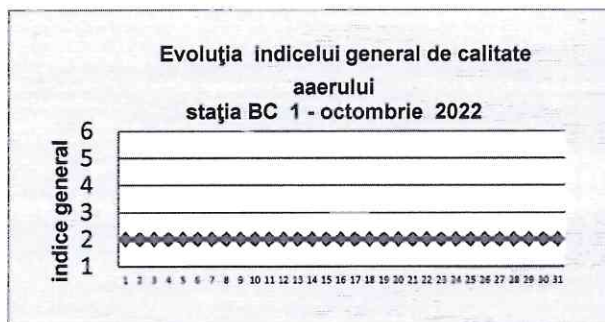 Evoluţia indicelui general de calitate
aaerului
staţia BC 1 - octombrie 2022
indice general
6
5
4
3
2
1
1 2 3 4 5 6 7 8 9 10 11 12 13 14 15 16 17 18 19 20 21 22 23 24 25 26 27 28 29 30 31